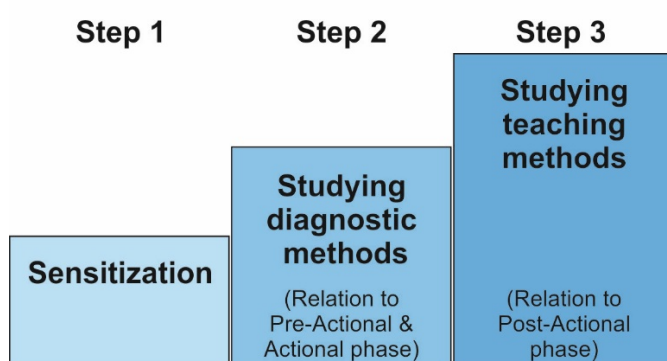 Step 1
Step 2
Step 3
Sensitization
Studying
diagnostic
methods
(Relation to
Pre-Actional &
Actional phase)
Studying
teaching
methods
(Relation to
Post-Actional
phase)